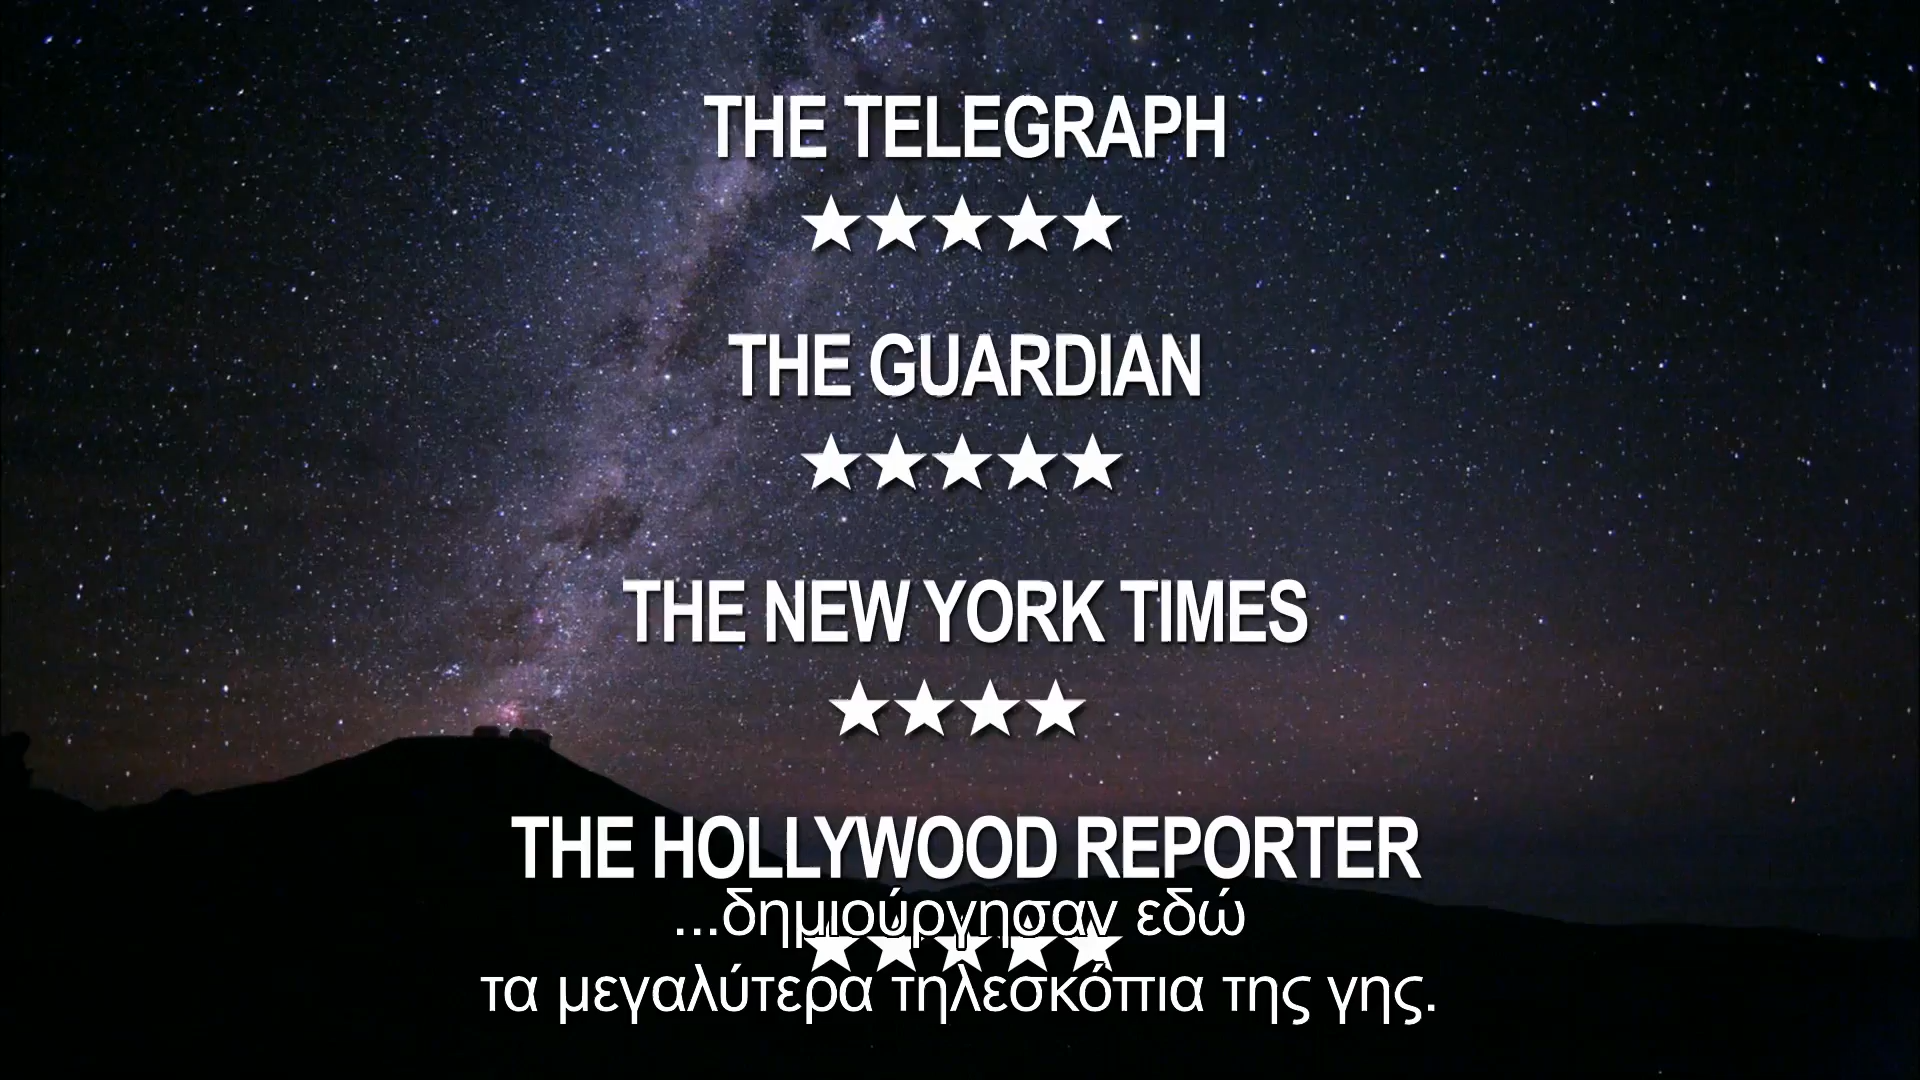 THE TELEGRAPH
★★★★★
THE GUARDIAN
★★★★★
THE NEW YORK TIMES
★★★★
THE HOLLYWOOD REPORTER
...δημιούργησαν εδώ
★★★★★
τα μεγαλύτερα τηλεσκόπια της γης.